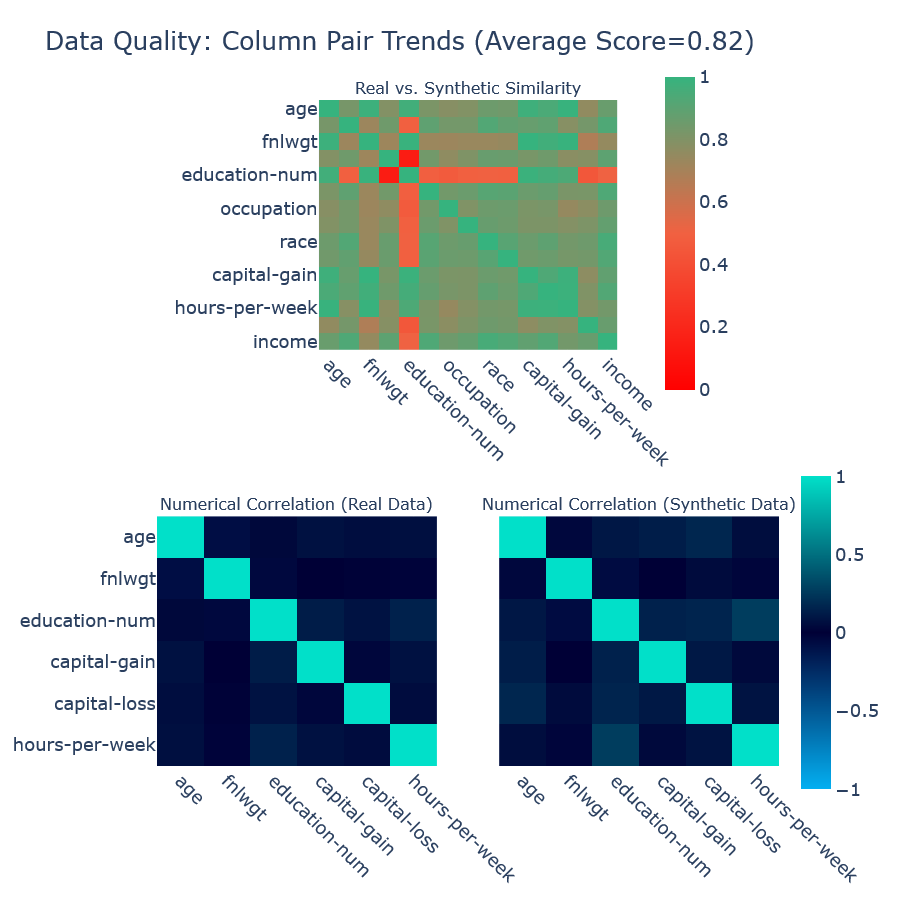 Data Quality: Column Pair Trends (Average Score=0.82)
Real vs. Synthetic Similarity
age
fnlwgt
education-num
occupation
race
capital-gain
hours-per-week
income
age
fnlwgt
education-num
occupation
race
capital-gain
hours-per-week
income
1
0.8
0.6
0.4
0.2
0
Numerical Correlation (Real Data)
age
fnlwgt
education-num
capital-gain
capital-loss
hours-per-week
age
fnlwgt
education-num
capital-gain
capital-loss
hours-per-week
Numerical Correlation (Synthetic Data)
age
fnlwgt
education-num
capital-gain
capital-loss
hours-per-week
1
0.5
0
−0.5
−1